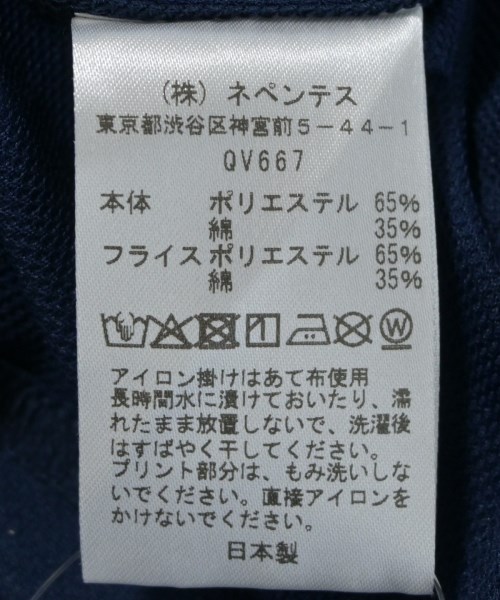 (株) ネペンテス
東京都渋谷区神宮前5-44-1
QV667
本体 ポリエステル 65%
綿 35%
フライス ポリエステル 65%
綿 35%
W
アイロン掛けはあて布使用
長時間水に漬けておいたり、濡
れたまま放置しないで、洗濯後
はすばやく干してください。
プリント部分は、もみ洗いしな
いでください。直接アイロンを
かけないでください。
日本製